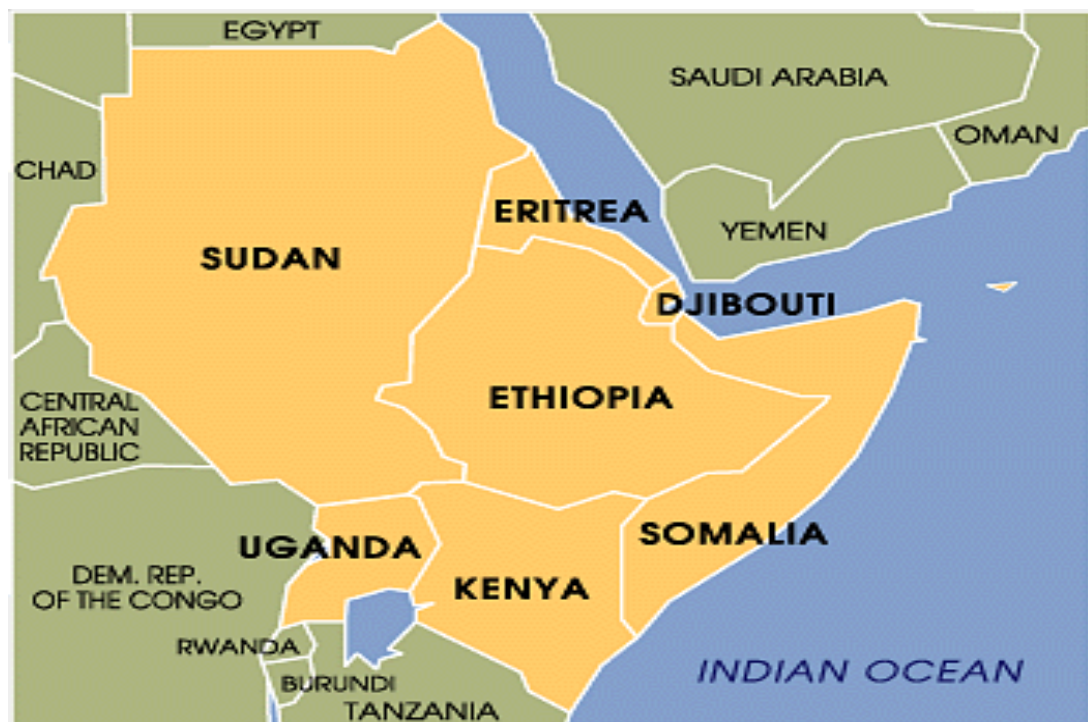 EGYPT
SAUDI ARABIA
OMAN
CHAD
ERITREA
YEMEN
SUDAN
DJIBOUTI
ETHIOPIA
CENTRAL
AFRICAN
REPUBLIC
SOMALIA
UGANDA
DEM. REP.
OF THE CONGO
KENYA
RWANDA
INDIAN OCEAN
BURUNDI
TANZANIA